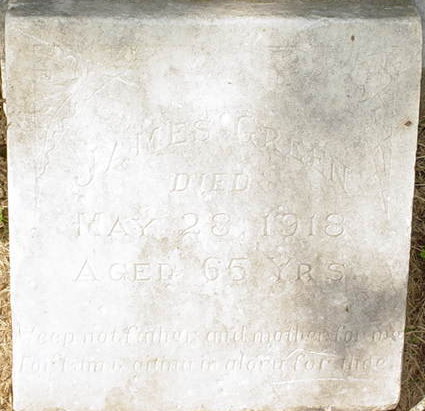 JAMES GREEN
DIED
MAY 28, 1918
AGED 65 YRS
Weep not father and mother for me
For I am waiting in glory for thee